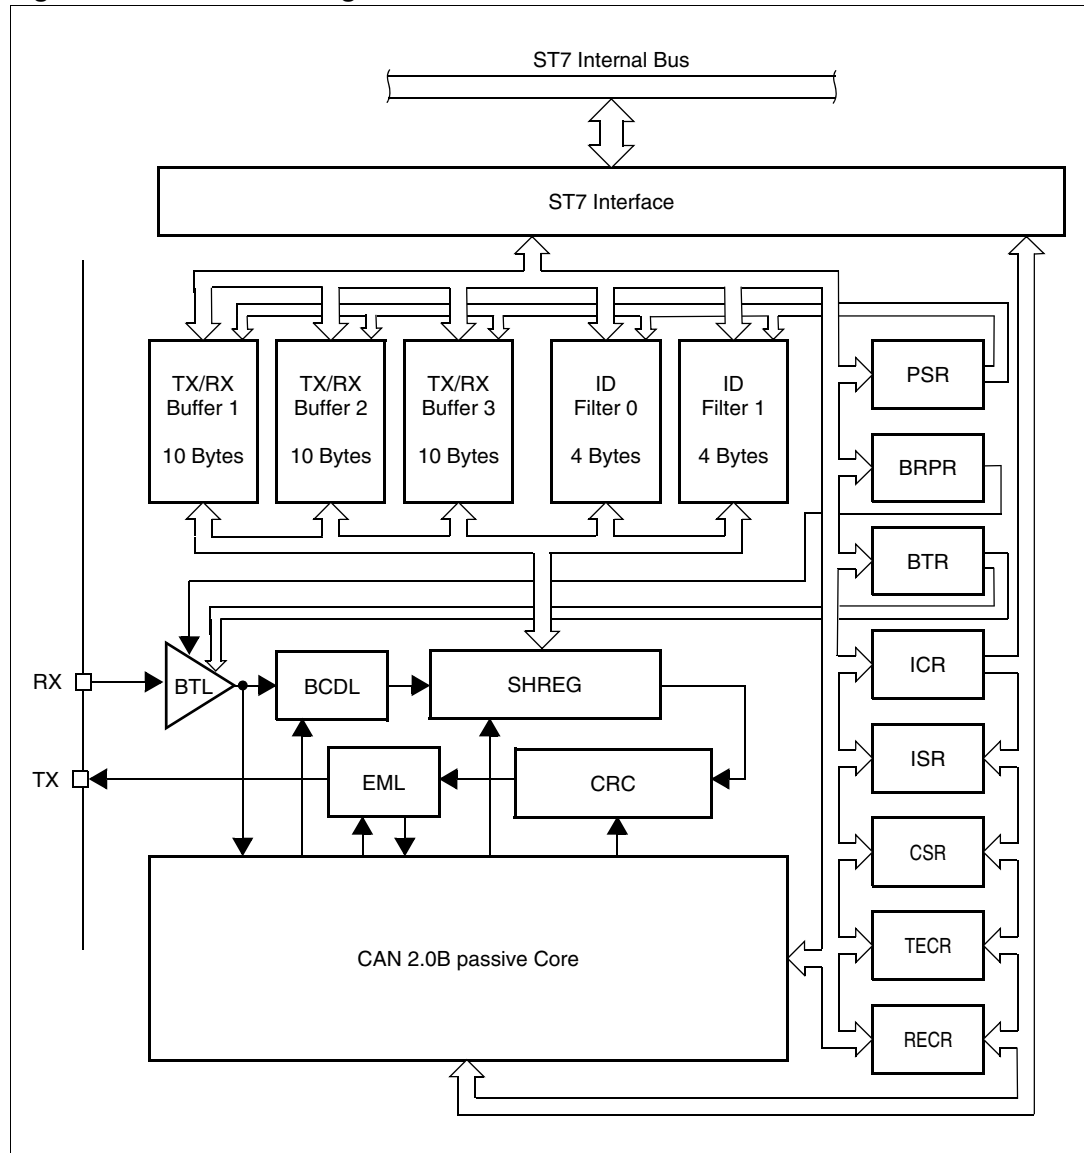 ST7 Internal Bus
ST7 Interface
TX/RX
Buffer 1
10 Bytes
TX/RX
Buffer 2
10 Bytes
TX/RX
Buffer 3
10 Bytes
ID
Filter 0
4 Bytes
ID
Filter 1
4 Bytes
PSR
BRPR
BTR
ICR
ISR
CSR
TECR
RECR
RX
BTL
BCDL
SHREG
TX
EML
CRC
CAN 2.0B passive Core